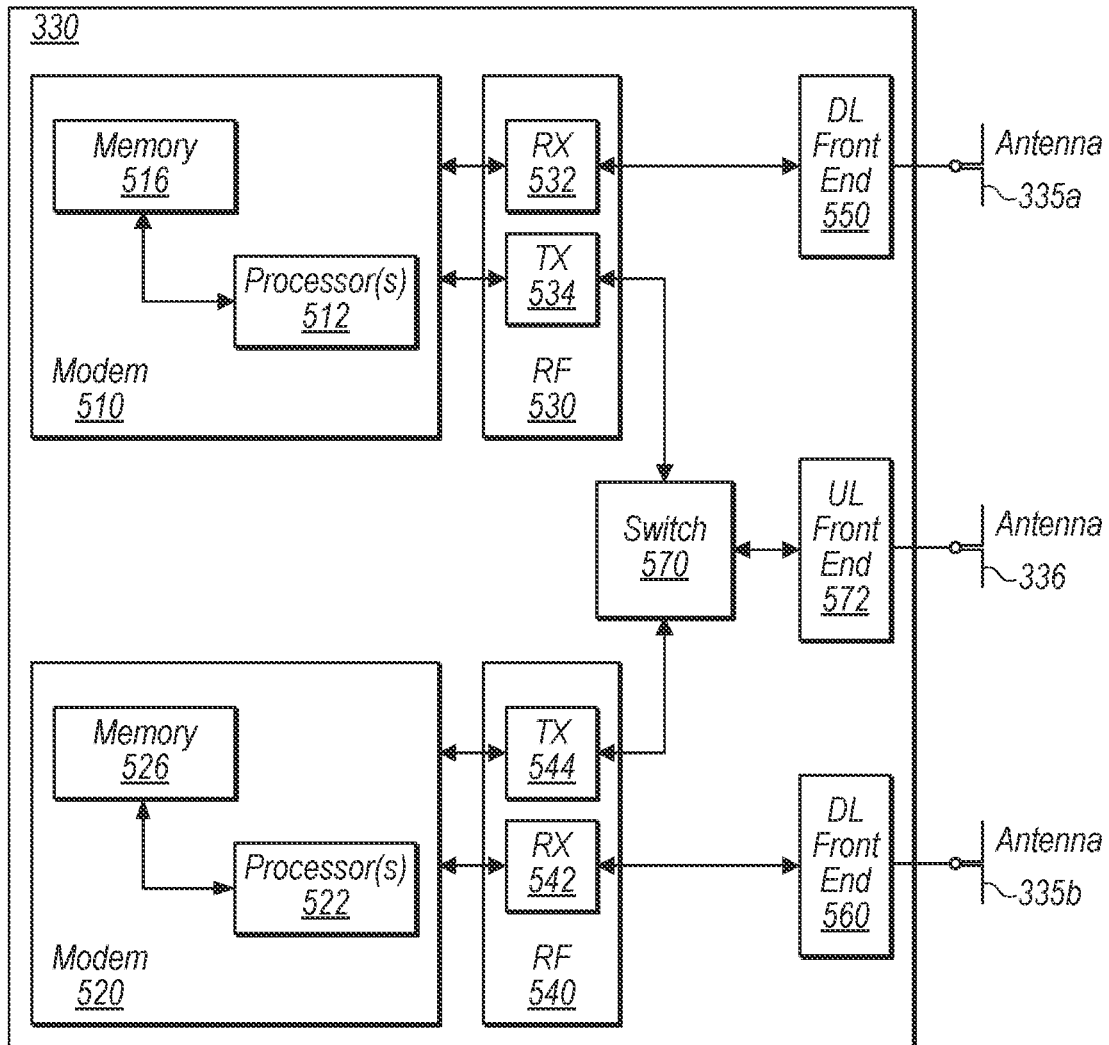 330
Memory
516
Processor(s)
512
Modem
510
RX
532
TX
534
RF
530
DL
Front
End
550
Antenna
335a
Switch
570
UL
Front
End
572
Antenna
336
Memory
526
Processor(s)
522
Modem
520
TX
544
RX
542
RF
540
DL
Front
End
560
Antenna
335b